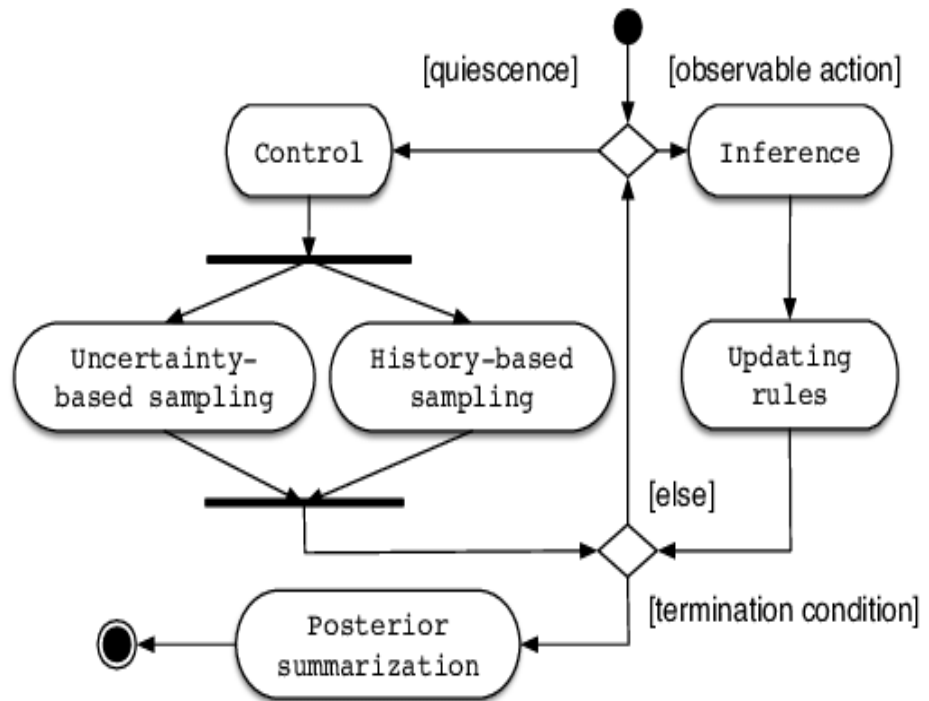 [quiescence]
[observable action]
Control
Inference
Uncertainty-
based sampling
History-based
sampling
Updating
rules
[else]
[termination condition]
Posterior
summarization